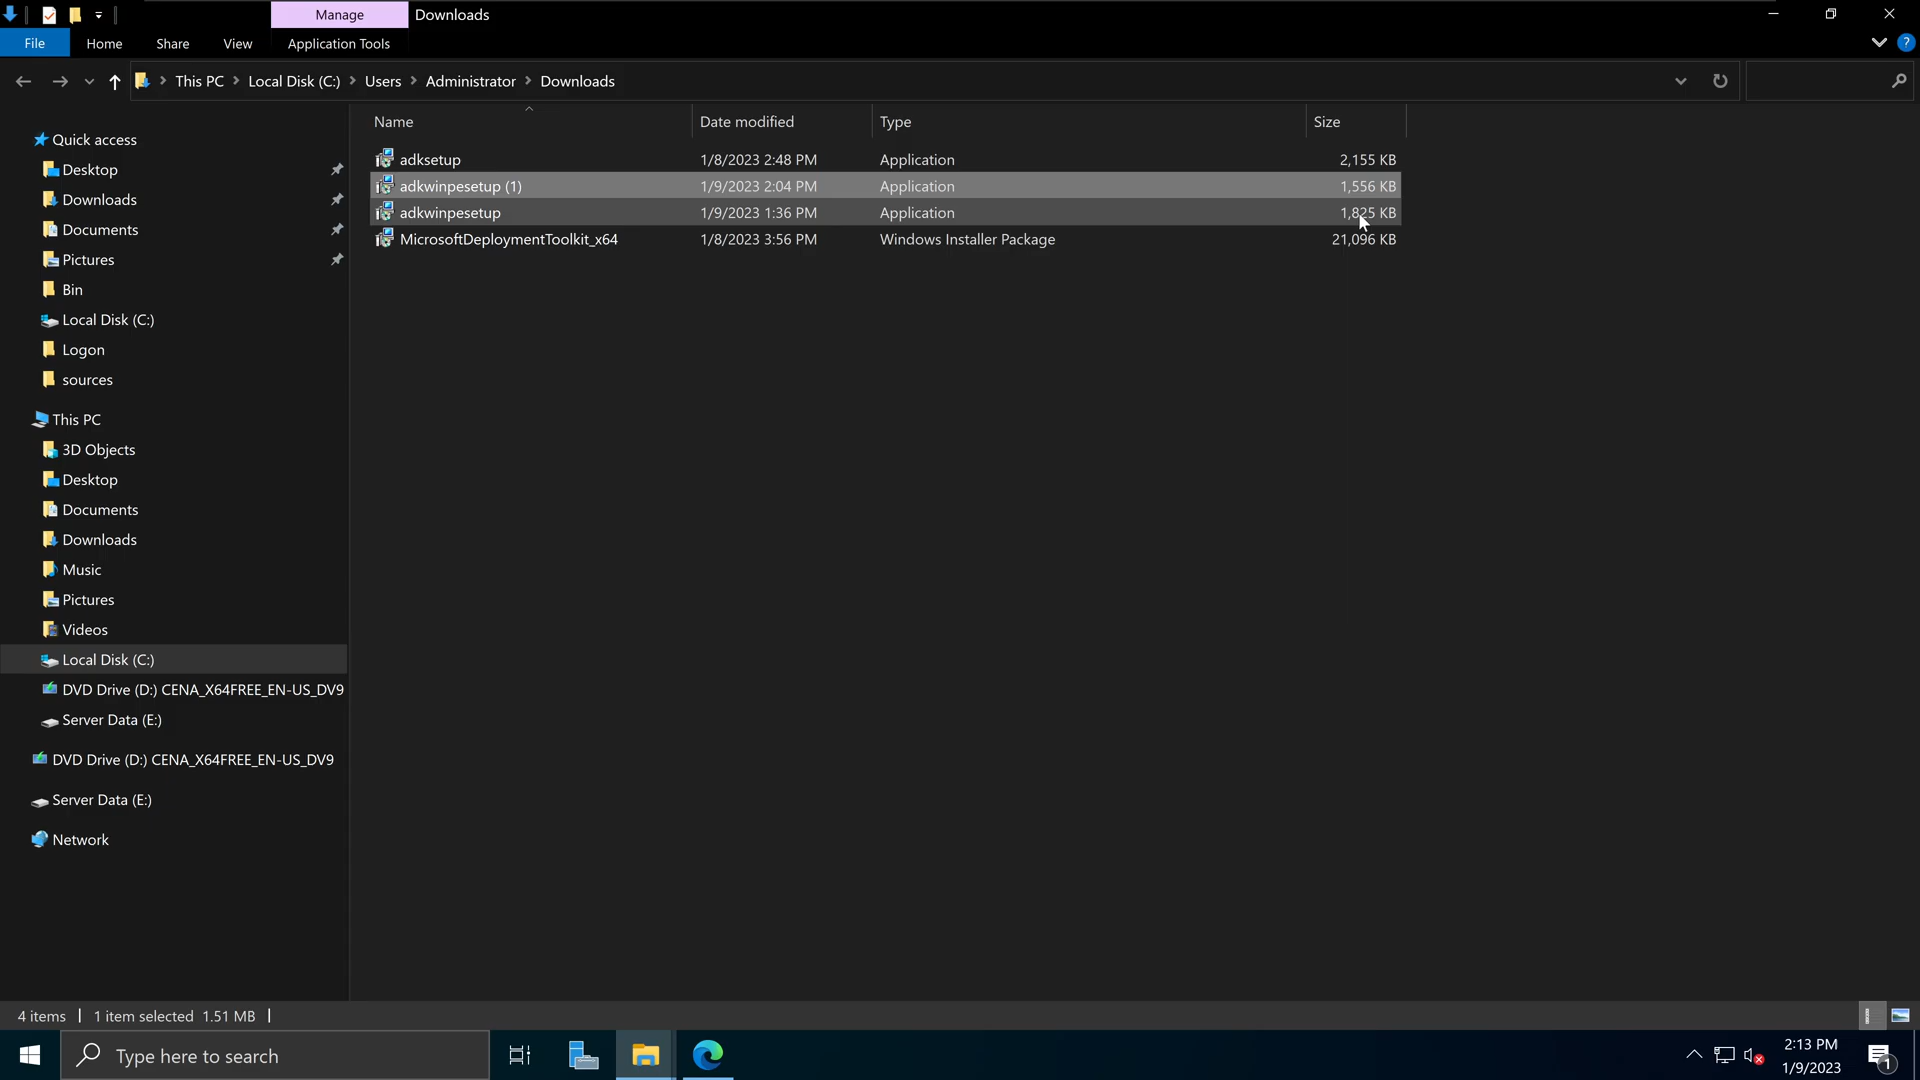 Manage Downloads
File Home Share View Application Tools
This PC Local Disk (C:) Users Administrator Downloads
Name Date modified Type Size
adksetup 1/8/2023 2:48 PM Application 2,155 KB
adkwinpesetup (1) 1/9/2023 2:04 PM Application 1,556 KB
adkwinpesetup 1/9/2023 1:36 PM Application 1,825 KB
MicrosoftDeploymentToolkit_x64 1/8/2023 3:56 PM Windows Installer Package 21,096 KB
Quick access
Desktop
Downloads
Documents
Pictures
Bin
Local Disk (C:)
Logon
sources
This PC
3D Objects
Desktop
Documents
Downloads
Music
Pictures
Videos
Local Disk (C:)
DVD Drive (D:) CENA_X64FREE_EN-US_DV9
Server Data (E:)
DVD Drive (D:) CENA_X64FREE_EN-US_DV9
Server Data (E:)
Network
4 items 1 item selected 1.51 MB
Type here to search
2:13 PM
1/9/2023
1